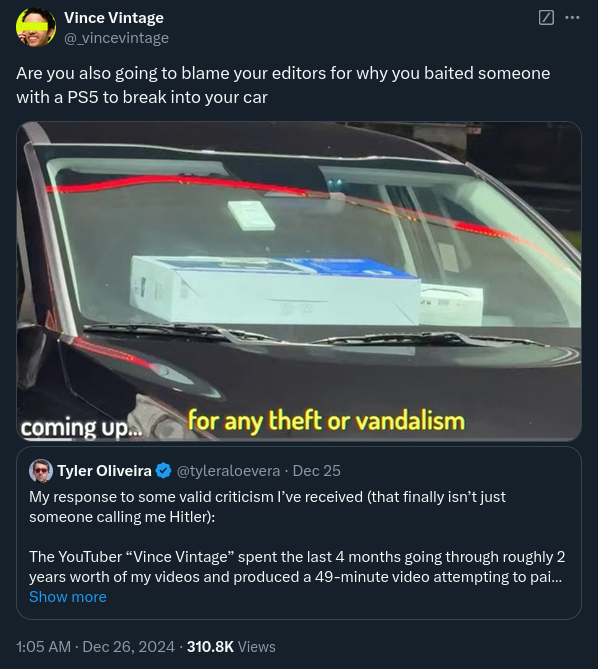 Vince Vintage
@_vincevintage
Are you also going to blame your editors for why you baited someone
with a PS5 to break into your car
coming up...
for any theft or vandalism
Tyler Oliveira @tyleraloevera · Dec 25
My response to some valid criticism I’ve received (that finally isn’t just
someone calling me Hitler):
The YouTuber “Vince Vintage” spent the last 4 months going through roughly 2
years worth of my videos and produced a 49-minute video attempting to pai...
Show more
1:05 AM · Dec 26, 2024 · 310.8K Views